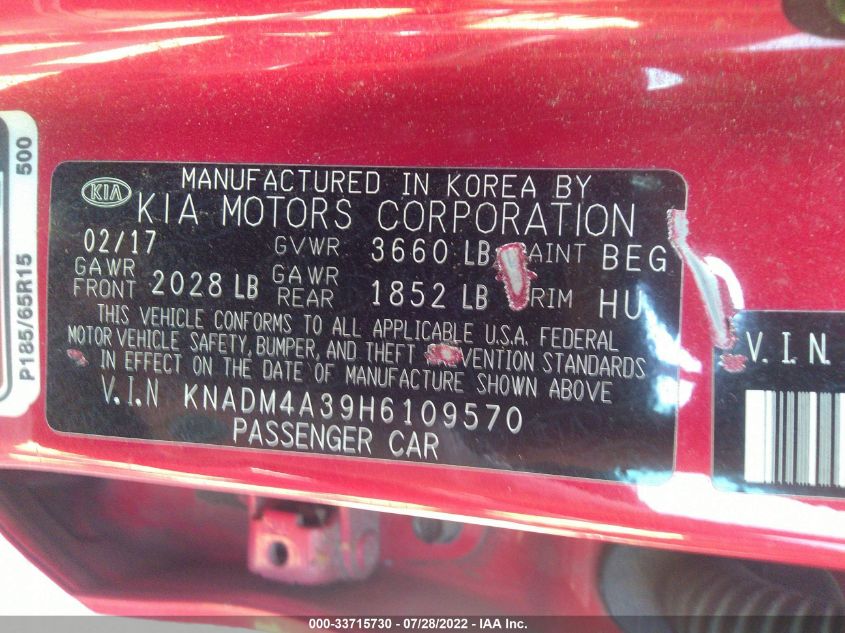 P185/65R15 500
KIA MANUFACTURED IN KOREA BY
KIA MOTORS CORPORATION
02/17 GVWR 3660 LB AINT BEG
GAWR FRONT 2028 LB GAWR REAR 1852 LB RIM HU
THIS VEHICLE CONFORMS TO ALL APPLICABLE U.S.A. FEDERAL
MOTOR VEHICLE SAFETY, BUMPER, AND THEFT VENTION STANDARDS
IN EFFECT ON THE DATE OF MANUFACTURE SHOWN ABOVE
V.I.N KNADM4A39H6109570
PASSENGER CAR
V.I.N.
000-33715730 - 07/28/2022 - IAA Inc.